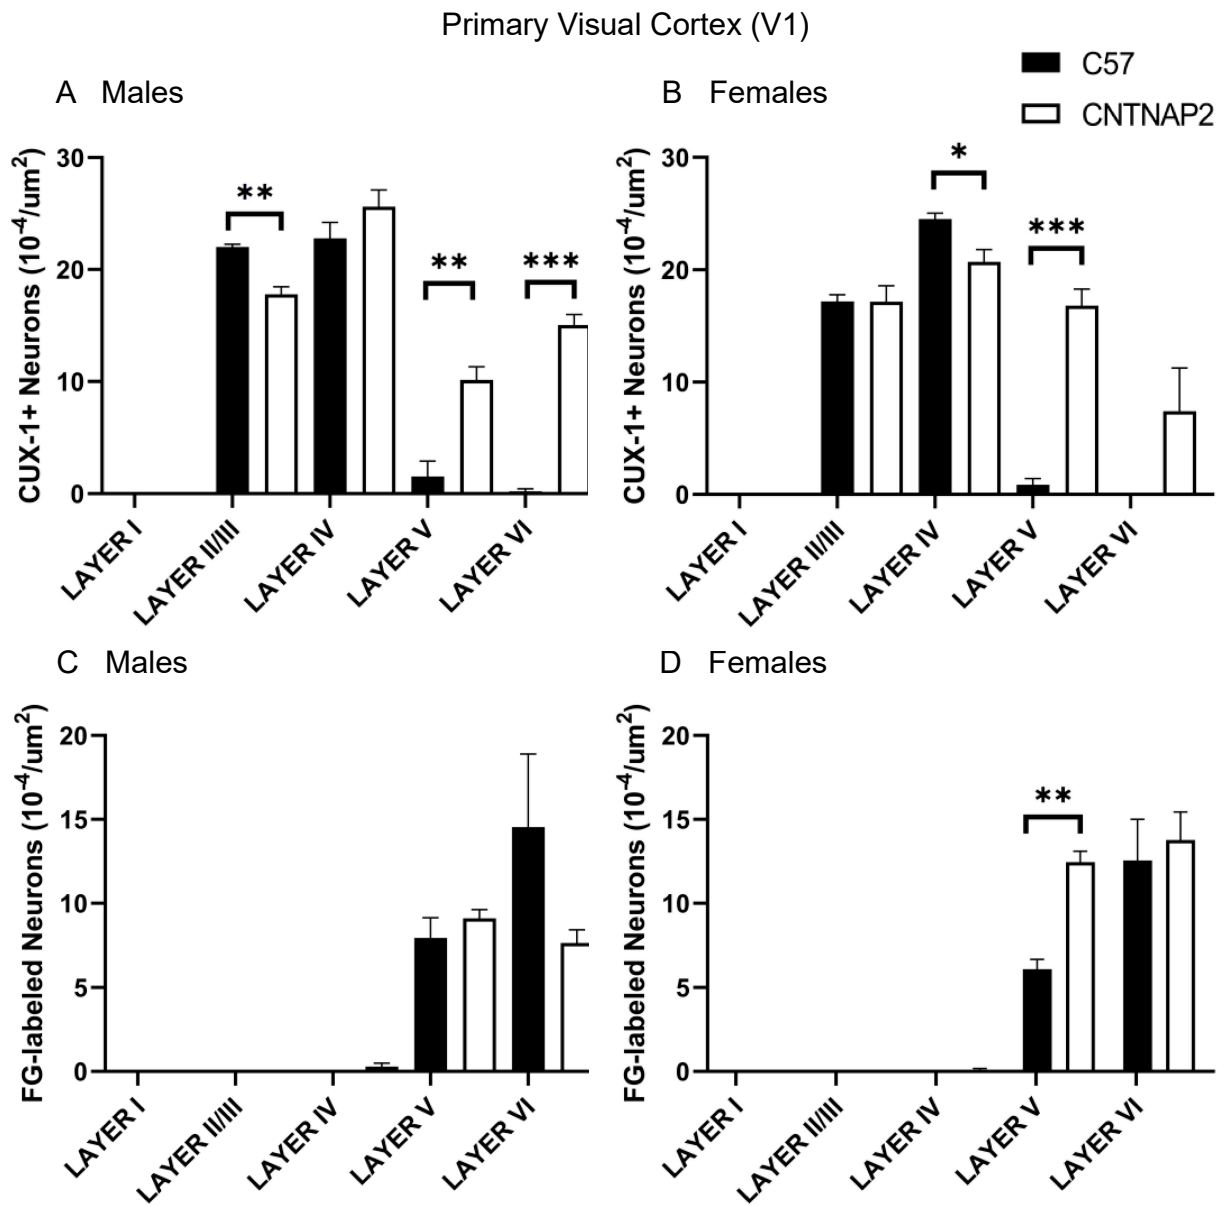 Primary Visual Cortex (V1)
C57
CNTNAP2
A Males
CUX-1+ Neurons (10-4/um2)
30
20
10
0
**
**
***
LAYER I
LAYER II/III
LAYER IV
LAYER V
LAYER VI
B Females
CUX-1+ Neurons (10-4/um2)
30
20
10
0
*
***
LAYER I
LAYER II/III
LAYER IV
LAYER V
LAYER VI
C Males
FG-labeled Neurons (10-4/um2)
20
15
10
5
0
LAYER I
LAYER II/III
LAYER IV
LAYER V
LAYER VI
D Females
FG-labeled Neurons (10-4/um2)
20
15
10
5
0
**
LAYER I
LAYER II/III
LAYER IV
LAYER V
LAYER VI